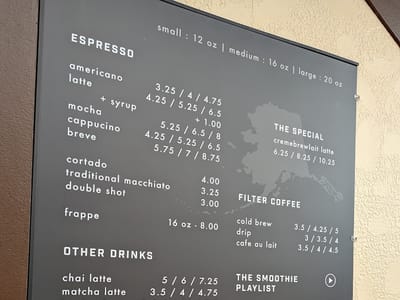 small : 12 oz | medium : 16 oz | large : 20 oz
ESPRESSO
americano 3.25 / 4 / 4.75
latte 4.25 / 5.25 / 6.5
+ syrup + 1.00
mocha 5.25 / 6.5 / 8
cappucino 4.25 / 5.25 / 6.5
breve 5.75 / 7 / 8.75
cortado 4.00
traditional macchiato 3.25
double shot 3.00
frappe 16 oz - 8.00
OTHER DRINKS
chai latte 5 / 6 / 7.25
matcha latte 3.5 / 4 / 4.75
THE SPECIAL
cremebrewlait latte
6.25 / 8.25 / 10.25
FILTER COFFEE
cold brew 3.5 / 4.25 / 5
drip 3 / 3.5 / 4
cafe au lait 3.5 / 4 / 4.5
THE SMOOTHIE
PLAYLIST